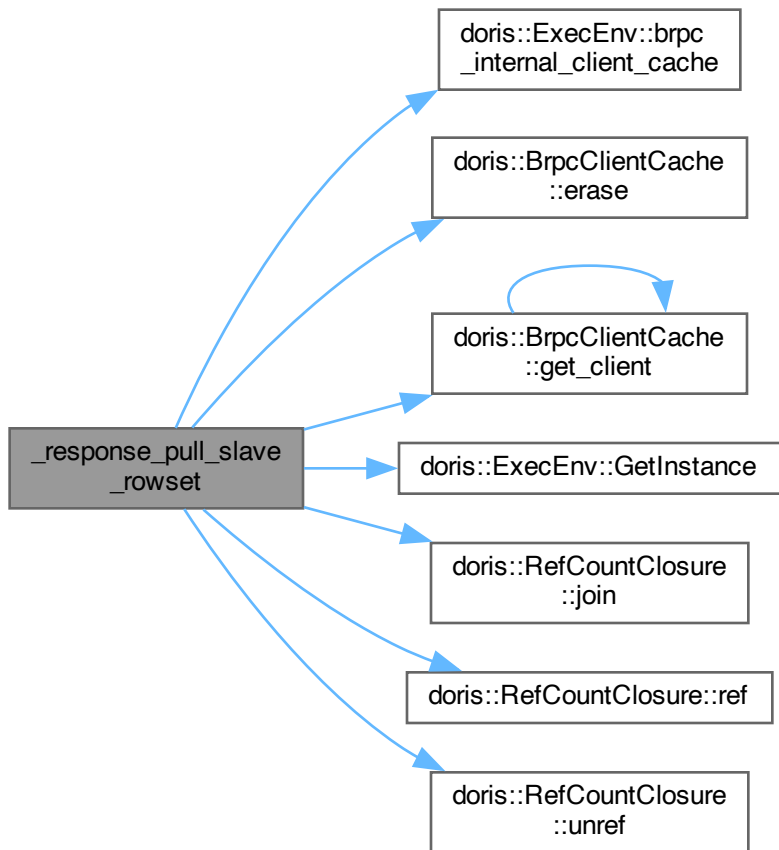 doris::ExecEnv::brpc
_internal_client_cache
doris::BrpcClientCache
::erase
doris::BrpcClientCache
::get_client
_response_pull_slave
_rowset
doris::ExecEnv::GetInstance
doris::RefCountClosure
::join
doris::RefCountClosure::ref
doris::RefCountClosure
::unref